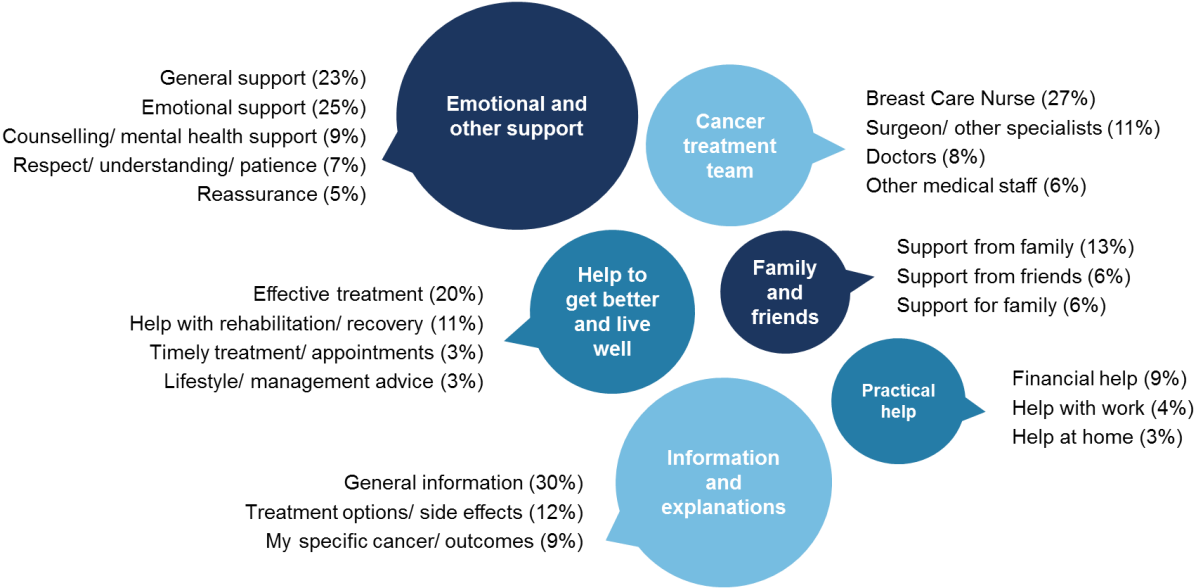 General support (23%)
Emotional support (25%)
Counselling/ mental health support (9%)
Respect/ understanding/ patience (7%)
Reassurance (5%)
Emotional and
other support
Cancer
treatment
team
Breast Care Nurse (27%)
Surgeon/ other specialists (11%)
Doctors (8%)
Other medical staff (6%)
Effective treatment (20%)
Help with rehabilitation/ recovery (11%)
Timely treatment/ appointments (3%)
Lifestyle/ management advice (3%)
Help to
get better
and live
well
Family
and
friends
Support from family (13%)
Support from friends (6%)
Support for family (6%)
Practical
help
Financial help (9%)
Help with work (4%)
Help at home (3%)
General information (30%)
Treatment options/ side effects (12%)
My specific cancer/ outcomes (9%)
Information
and
explanations